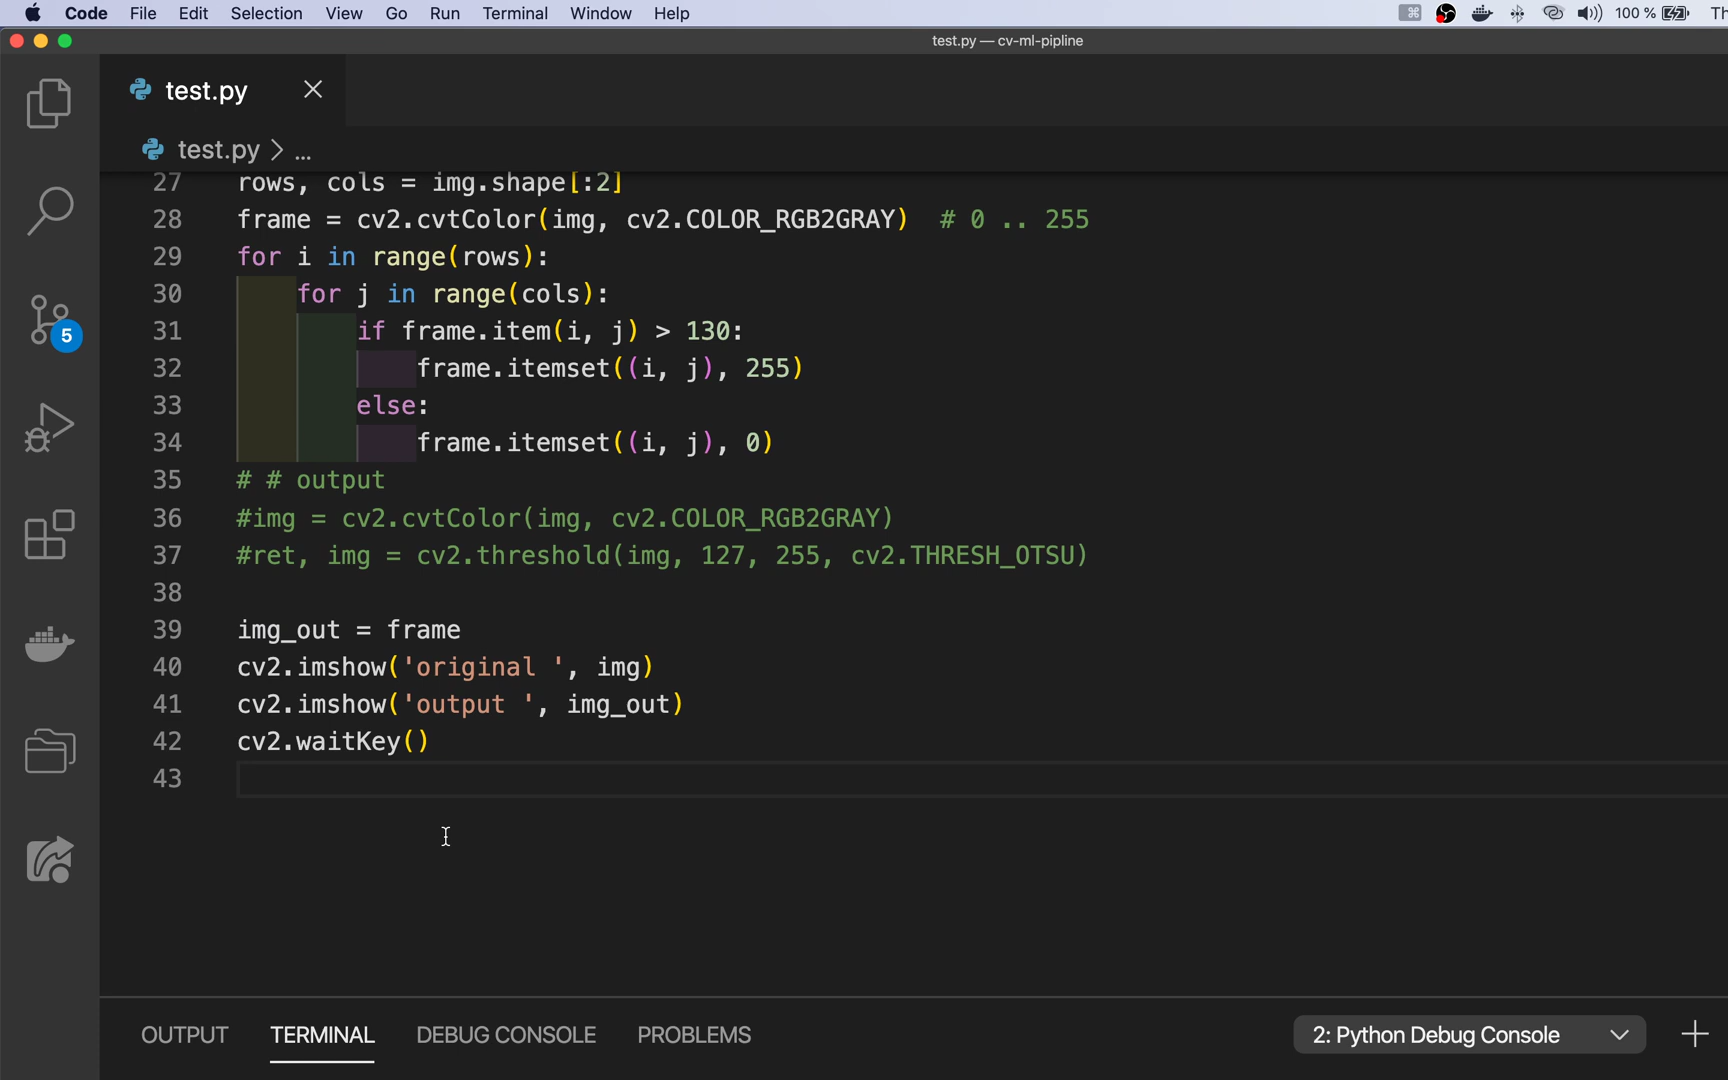 Code File Edit Selection View Go Run Terminal Window Help 100 % Th
test.py — cv-ml-pipline
test.py
test.py > ...
27 rows, cols = img.shape[:2]
28 frame = cv2.cvtColor(img, cv2.COLOR_RGB2GRAY)  # 0 .. 255
29 for i in range(rows):
30     for j in range(cols):
31         if frame.item(i, j) > 130:
32             frame.itemset((i, j), 255)
33         else:
34             frame.itemset((i, j), 0)
35 # # output
36 #img = cv2.cvtColor(img, cv2.COLOR_RGB2GRAY)
37 #ret, img = cv2.threshold(img, 127, 255, cv2.THRESH_OTSU)
38
39 img_out = frame
40 cv2.imshow('original ', img)
41 cv2.imshow('output ', img_out)
42 cv2.waitKey()
43
5
OUTPUT TERMINAL DEBUG CONSOLE PROBLEMS 2: Python Debug Console